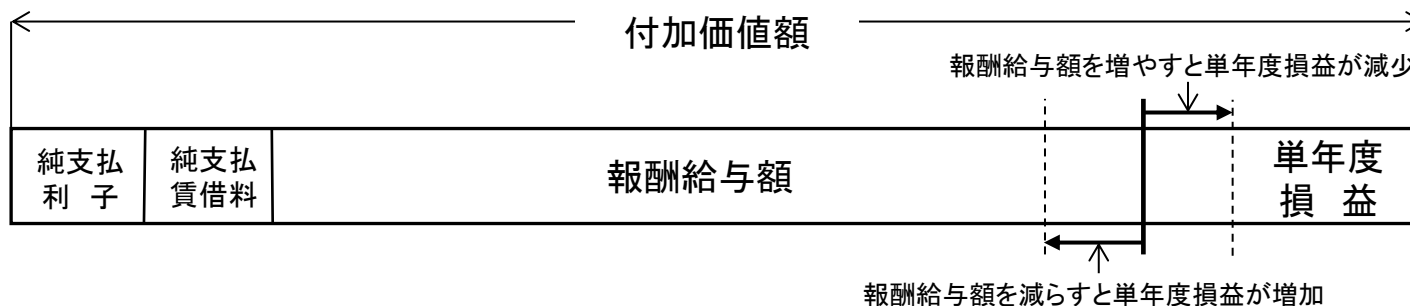 付加価値額
報酬給与額を増やすと単年度損益が減少
純支払
利 子
純支払
賃借料
報酬給与額
単年度
損 益
報酬給与額を減らすと単年度損益が増加